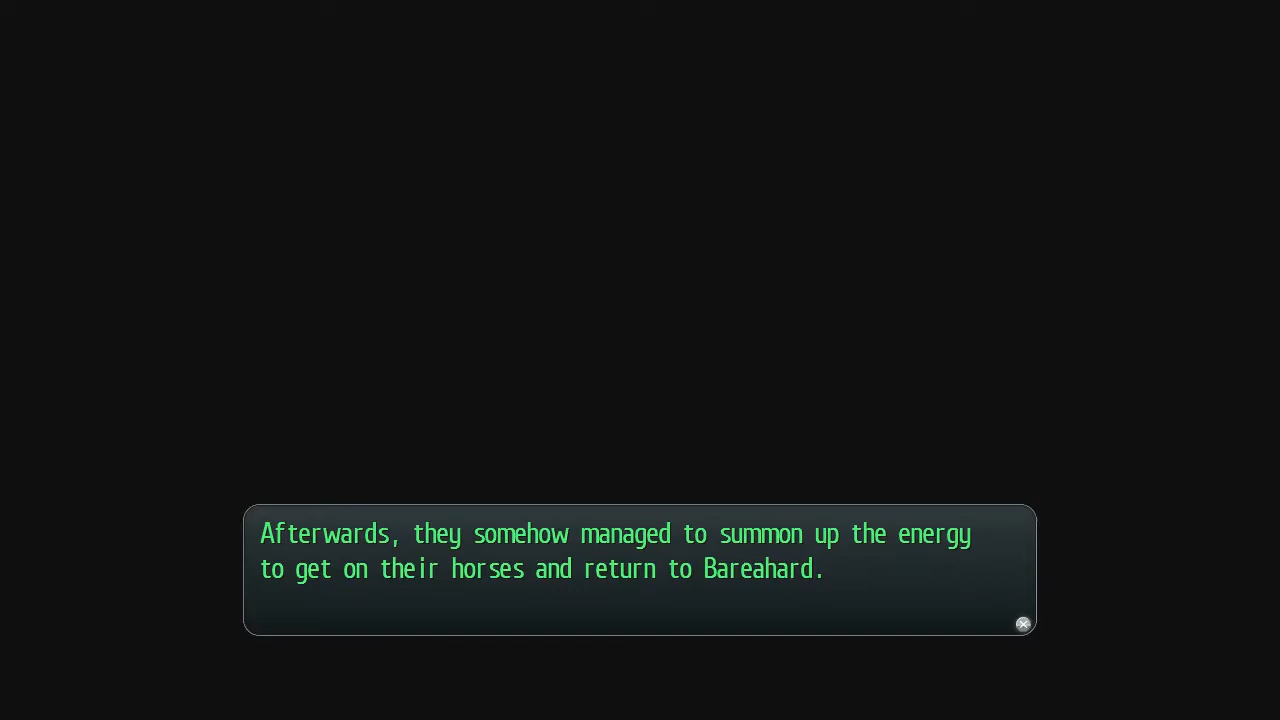 Afterwards, they somehow managed to summon up the energy
to get on their horses and return to Bareahard.